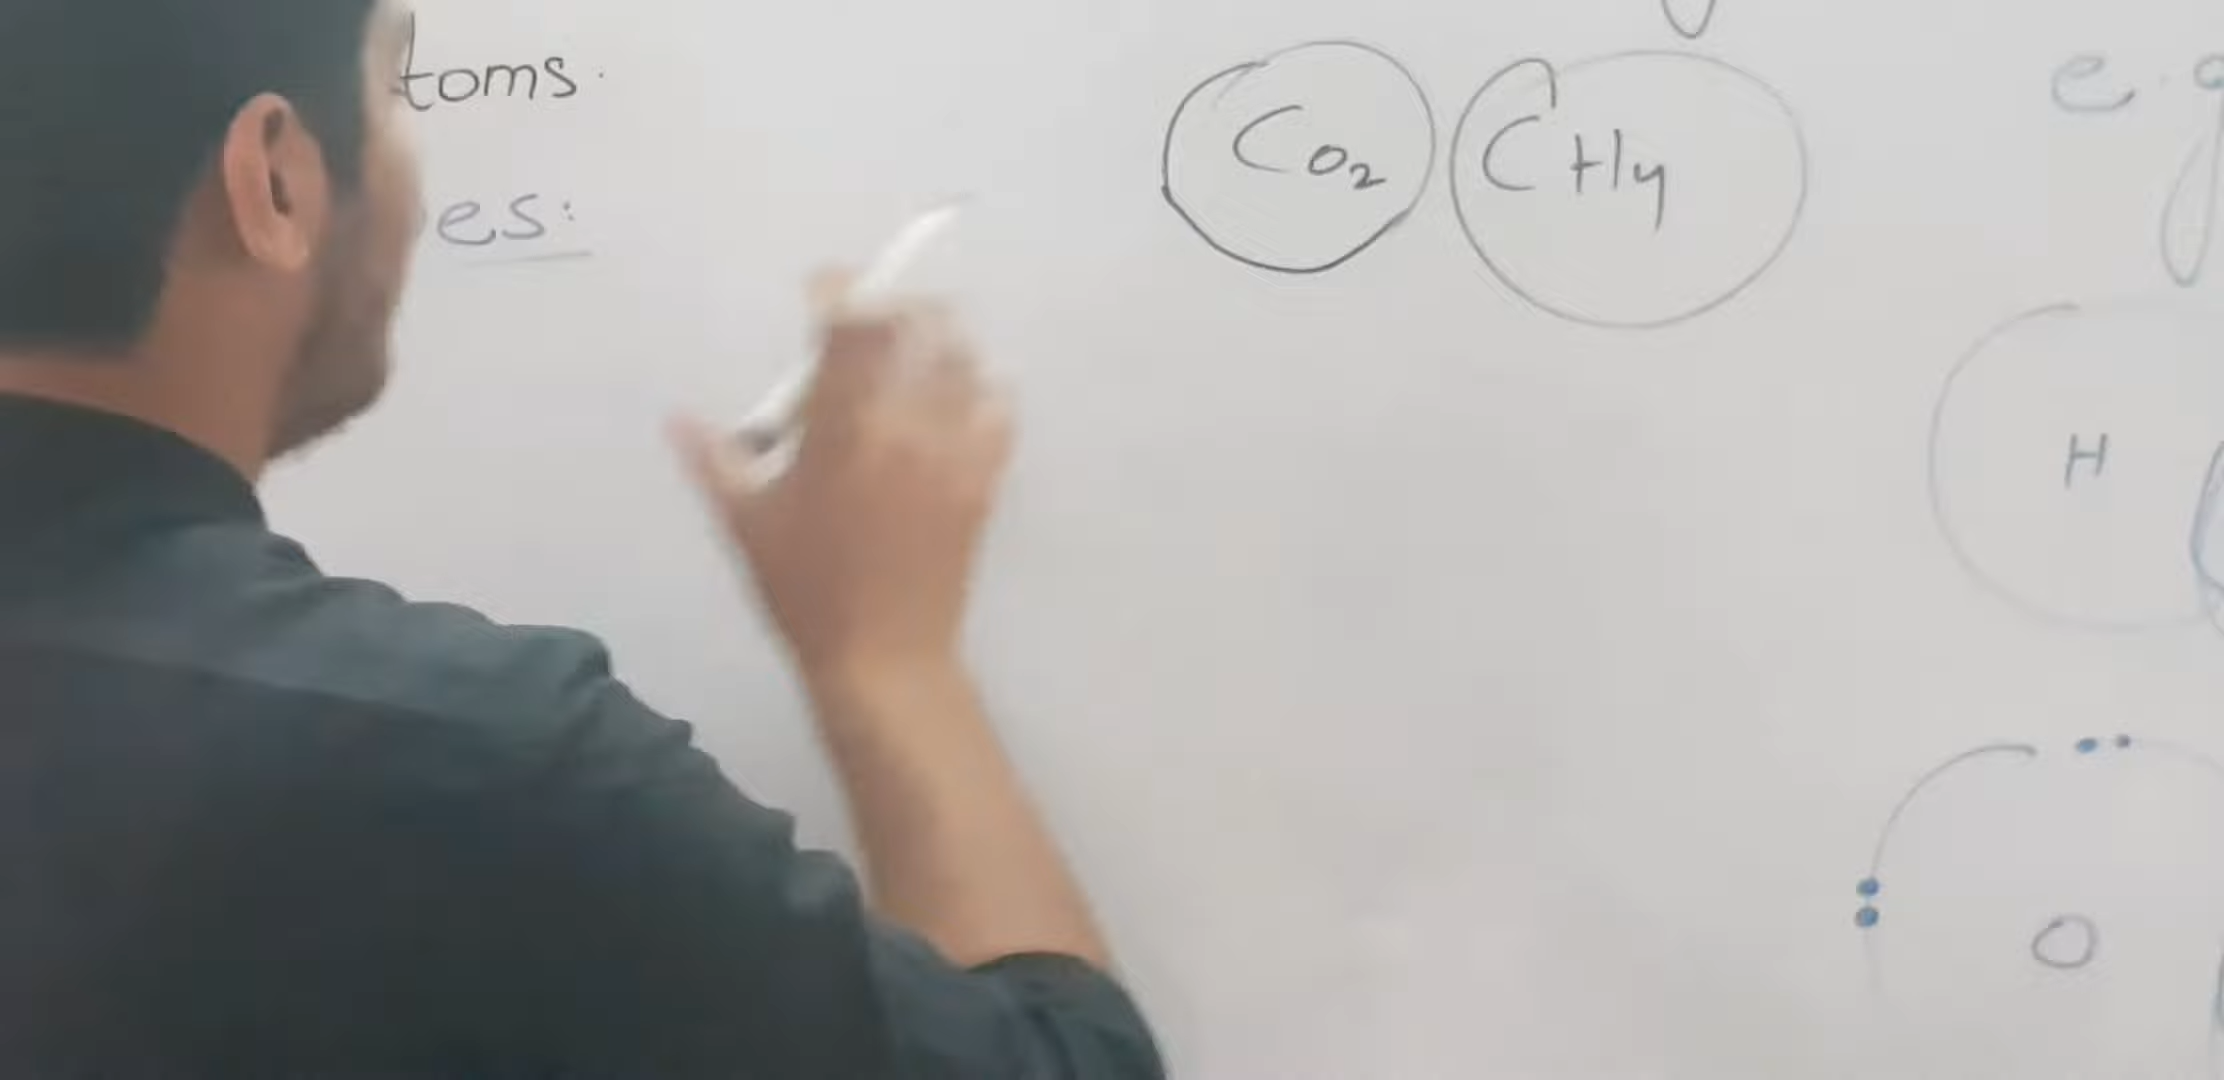 toms.
es:
Co₂ CH4
e.g
H
O